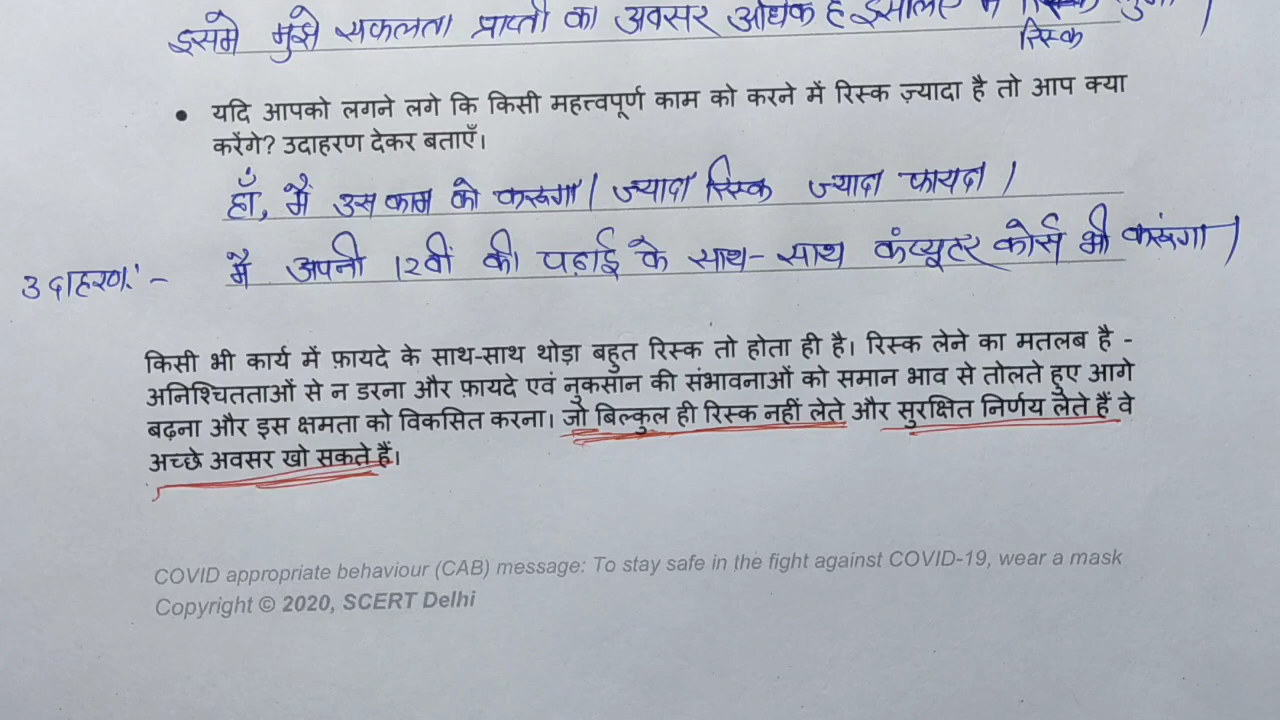 इसमे मुझे सफलता प्राप्ती का अवसर अधिक है इसलिए मैं रिस्क लुंगा।
रिस्क
• यदि आपको लगने लगे कि किसी महत्त्वपूर्ण काम को करने में रिस्क ज़्यादा है तो आप क्या
करेंगे? उदाहरण देकर बताएँ।
हाँ, मैं उस काम को करूंगा। ज्यादा रिस्क ज्यादा फायदा।
उदाहरण:- मै अपनी 12वीं की पढ़ाई के साथ-साथ कंप्यूटर कोर्स भी करूंगा।
किसी भी कार्य में फ़ायदे के साथ-साथ थोड़ा बहुत रिस्क तो होता ही है। रिस्क लेने का मतलब है -
अनिश्चितताओं से न डरना और फ़ायदे एवं नुकसान की संभावनाओं को समान भाव से तोलते हुए आगे
बढ़ना और इस क्षमता को विकसित करना। जो बिल्कुल ही रिस्क नहीं लेते और सुरक्षित निर्णय लेते हैं वे
अच्छे अवसर खो सकते हैं।
COVID appropriate behaviour (CAB) message: To stay safe in the fight against COVID-19, wear a mask
Copyright © 2020, SCERT Delhi